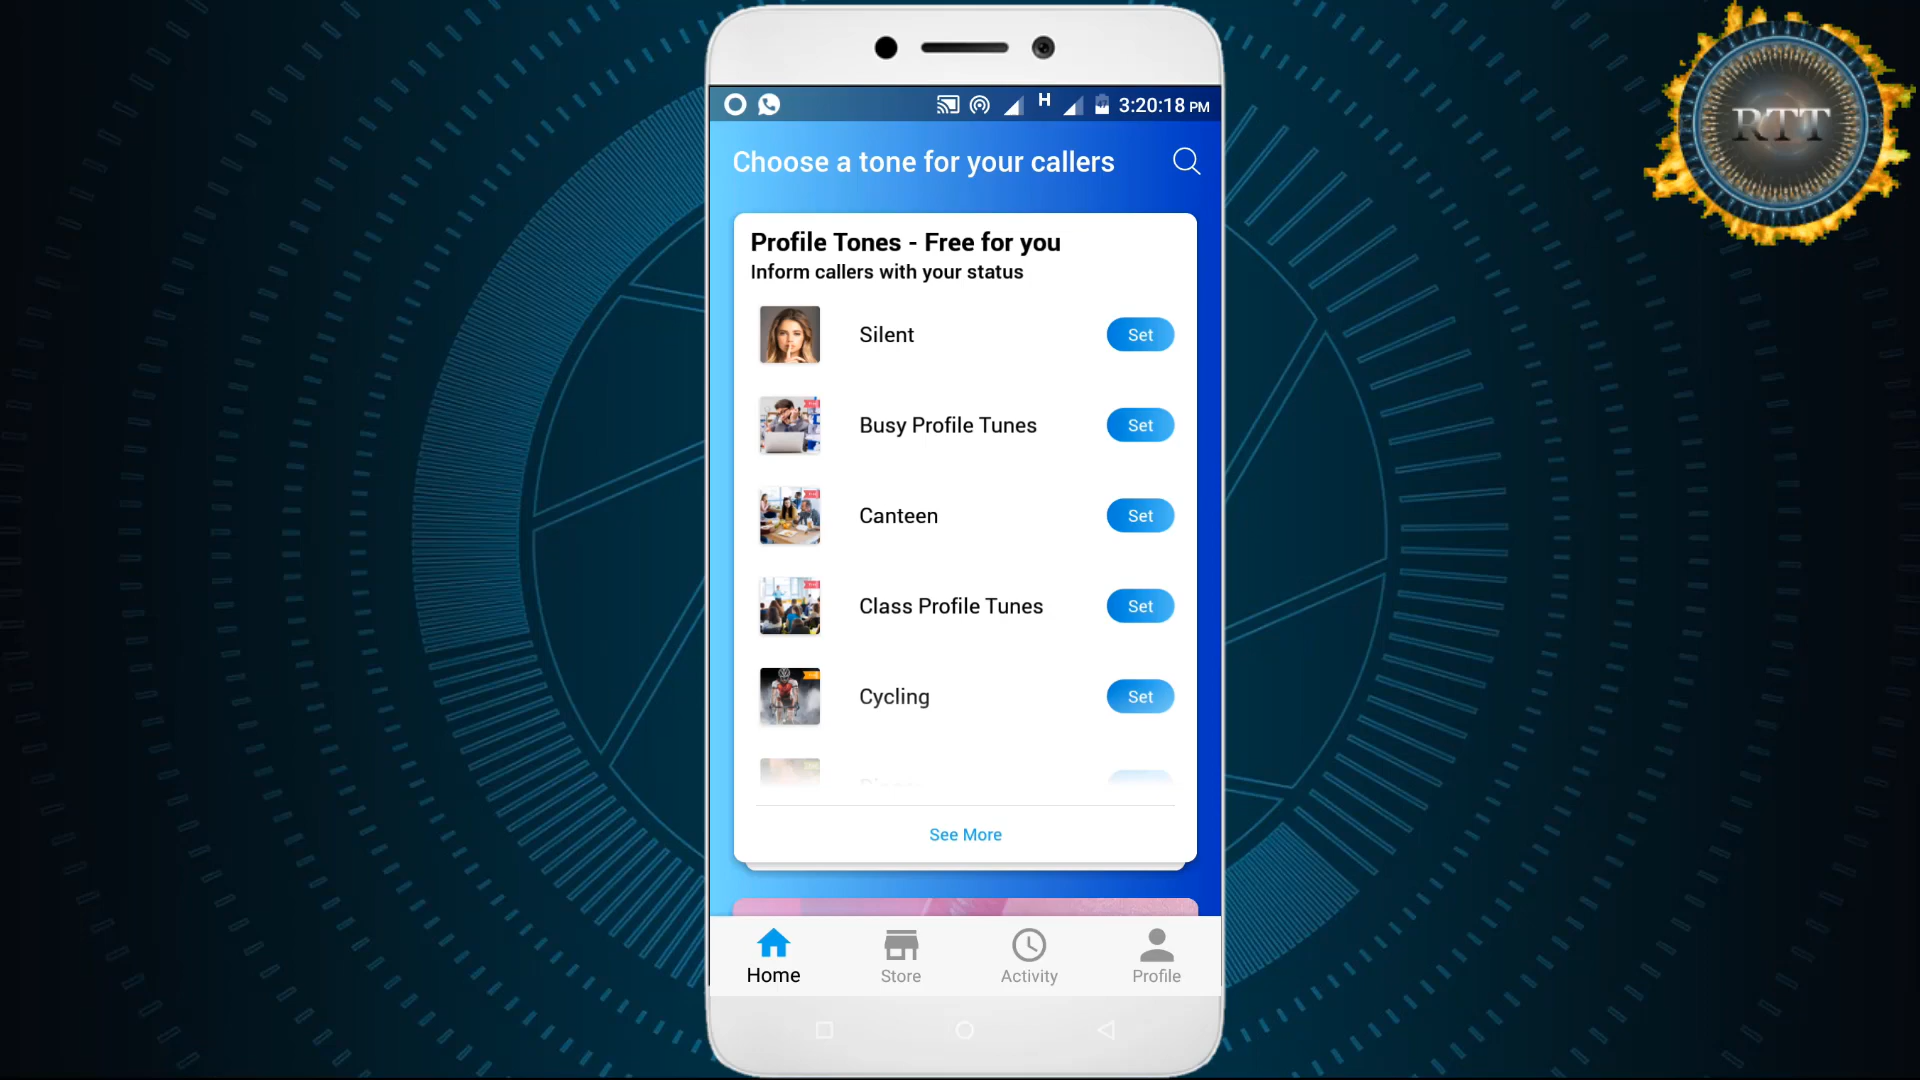 RTT
H
3:20:18 PM
Choose a tone for your callers
Profile Tones - Free for you
Inform callers with your status
Silent
Set
Busy Profile Tunes
Set
Canteen
Set
Class Profile Tunes
Set
Cycling
Set
See More
Home
Store
Activity
Profile